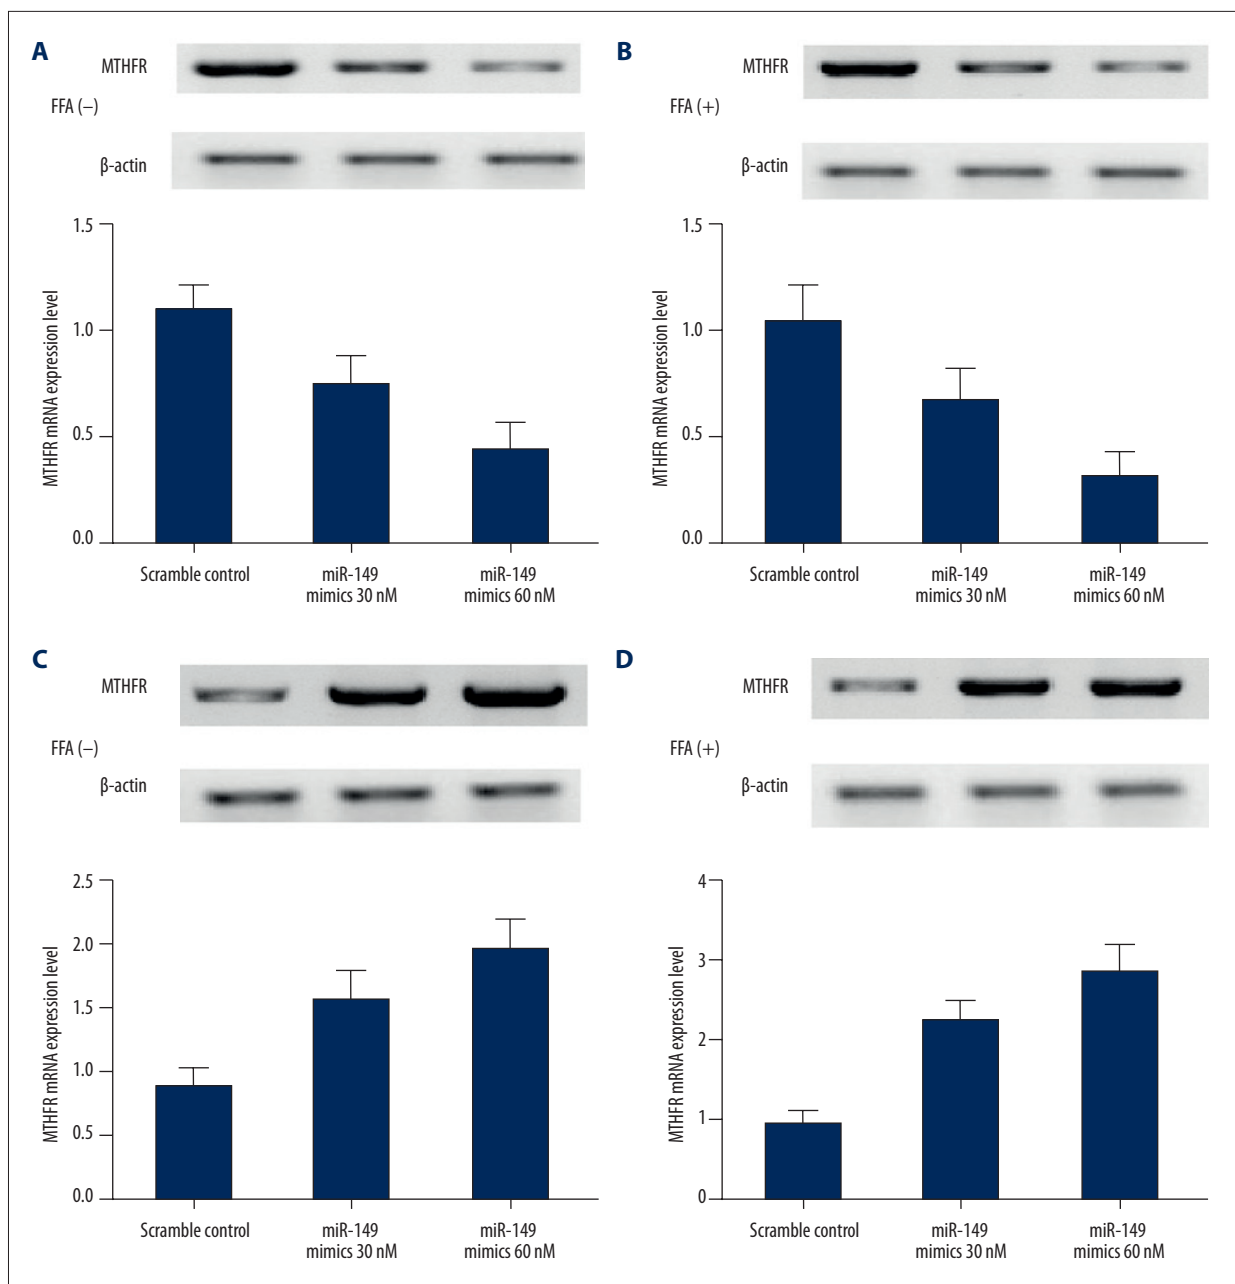 A
MTHFR
FFA (–)
β-actin
1.5
1.0
0.5
0.0
MTHFR mRNA expression level
Scramble control
miR-149
mimics 30 nM
miR-149
mimics 60 nM
B
MTHFR
FFA (+)
β-actin
1.5
1.0
0.5
0.0
MTHFR mRNA expression level
Scramble control
miR-149
mimics 30 nM
miR-149
mimics 60 nM
C
MTHFR
FFA (–)
β-actin
2.5
2.0
1.5
1.0
0.5
0.0
MTHFR mRNA expression level
Scramble control
miR-149
mimics 30 nM
miR-149
mimics 60 nM
D
MTHFR
FFA (+)
β-actin
4
3
2
1
0
MTHFR mRNA expression level
Scramble control
miR-149
mimics 30 nM
miR-149
mimics 60 nM